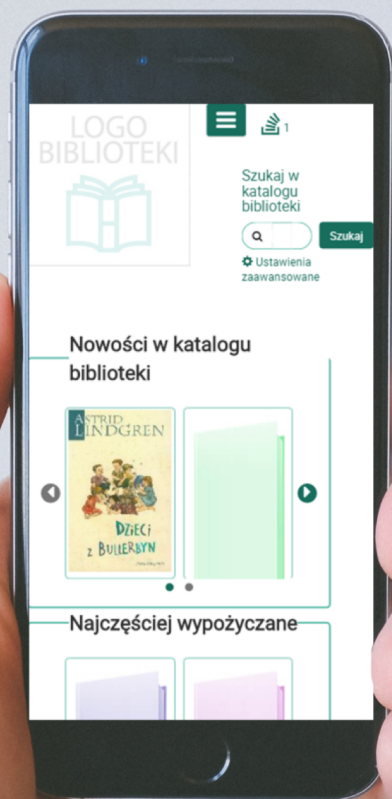 LOGO
BIBLIOTEKI
1
Szukaj w
katalogu
biblioteki
Szukaj
Ustawienia
zaawansowane
Nowości w katalogu
biblioteki
ASTRID
LINDGREN
DZIECI
z BULLERBYN
Najczęściej wypożyczane